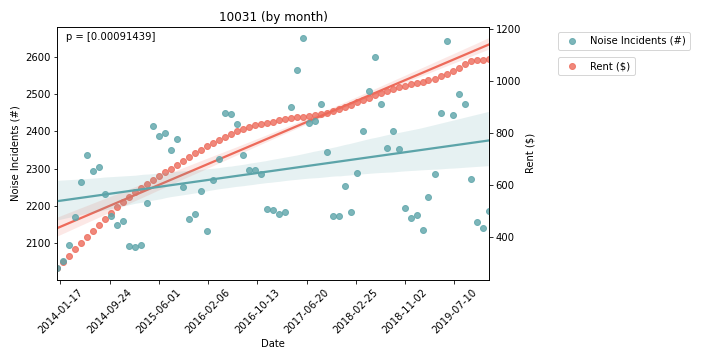 10031 (by month)
p = [0.00091439]
Noise Incidents (#)
2600
2500
2400
2300
2200
2100
1200
1000
800
600
400
Rent ($)
2014-01-17
2014-09-24
2015-06-01
2016-02-06
2016-10-13
2017-06-20
2018-02-25
2018-11-02
2019-07-10
Date
Noise Incidents (#)
Rent ($)